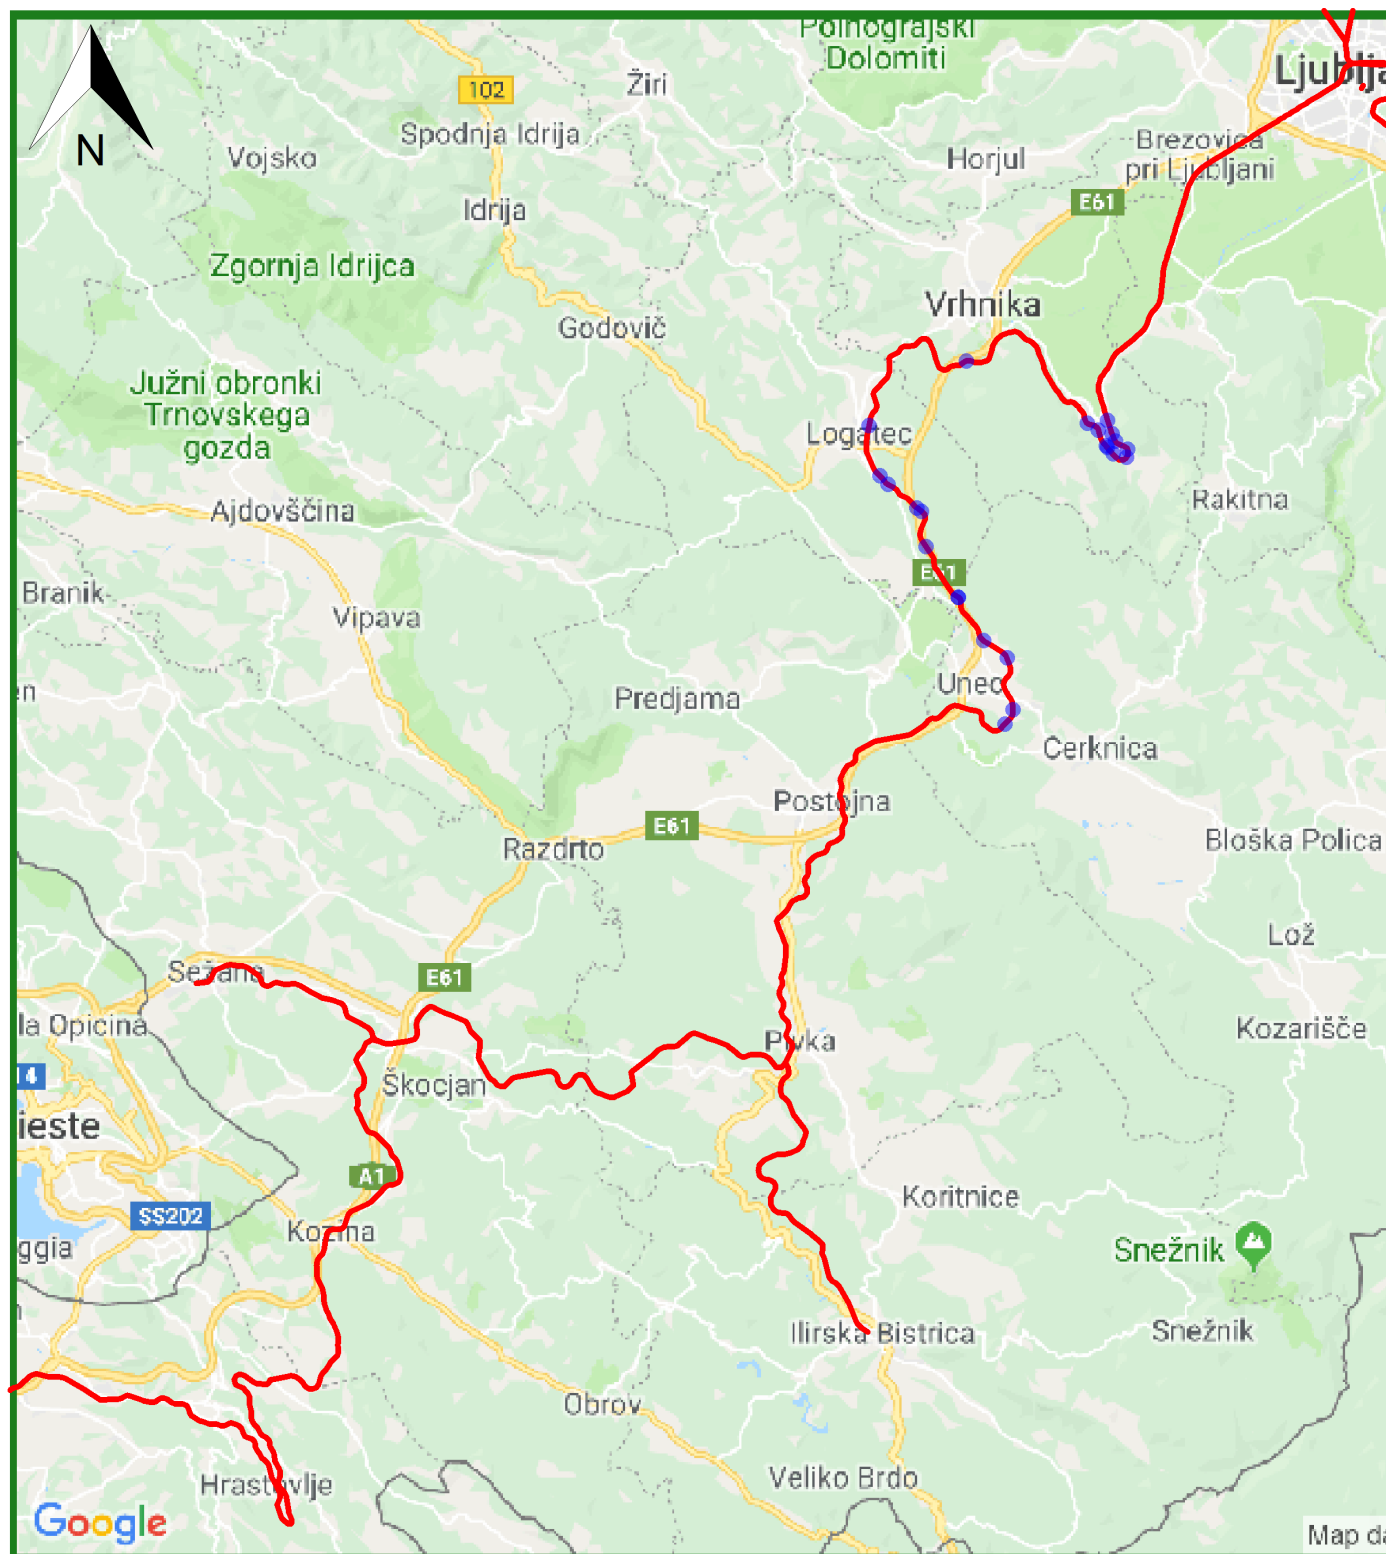 Polhograjski
Dolomiti
Ljublja
Žiri
102
Spodnja Idrija
Vojsko
N
Horjul
Brezovica
pri Ljubljani
E61
Idrija
Zgornja Idrijca
Vrhnika
Godovič
Južni obronki
Trnovskega
gozda
Logatec
Rakitna
Ajdovščina
E61
Branik
Vipava
en
Unec
Predjama
Cerknica
Postojna
E61
Razdrto
Bloška Polica
Lož
Sežana
E61
la Opicina
Kozarišče
Pivka
14
Škocjan
ieste
A1
Koritnice
SS202
Kozina
ggia
Snežnik
Ilirska Bistrica
Snežnik
Obrov
Veliko Brdo
Hrastovlje
Google
Map da